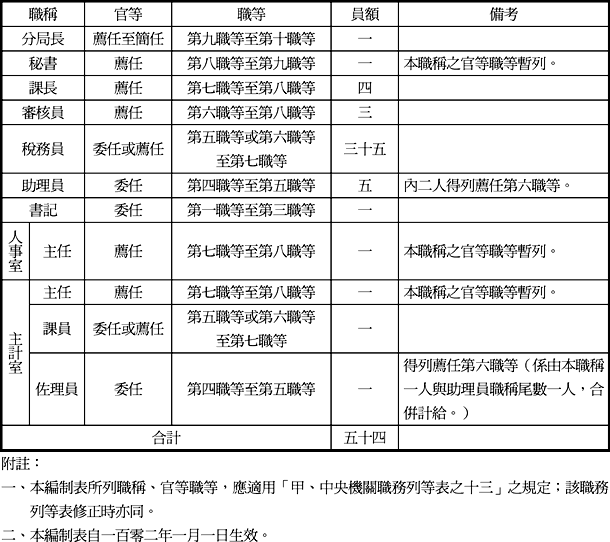 職稱 官等 職等 員額 備考
分局長 薦任至簡任 第九職等至第十職等 一
秘書 薦任 第八職等至第九職等 一 本職稱之官等職等暫列。
課長 薦任 第七職等至第八職等 四
審核員 薦任 第六職等至第八職等 三
稅務員 委任或薦任 第五職等或第六職等
至第七職等 三十五
助理員 委任 第四職等至第五職等 五 內二人得列薦任第六職等。
書記 委任 第一職等至第三職等 一
人事室 主任 薦任 第七職等至第八職等 一 本職稱之官等職等暫列。
主計室 主任 薦任 第七職等至第八職等 一 本職稱之官等職等暫列。
課員 委任或薦任 第五職等或第六職等
至第七職等 一
佐理員 委任 第四職等至第五職等 一 得列薦任第六職等（係由本職稱
一人與助理員職稱尾數一人，合
併計給。）
合計 五十四
附註：
一、本編制表所列職稱、官等職等，應適用「甲、中央機關職務列等表之十三」之規定；該職務
列等表修正時亦同。
二、本編制表自一百零二年一月一日生效。